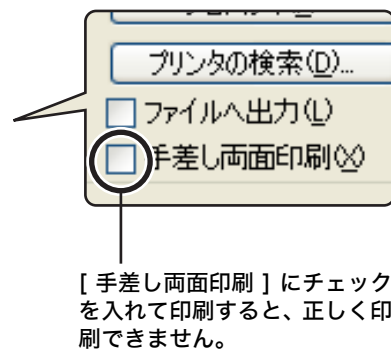 プリンタの検索(D)...
ファイルへ出力(L)
手差し両面印刷(X)
[ 手差し両面印刷 ] にチェック
を入れて印刷すると、正しく印
刷できません。